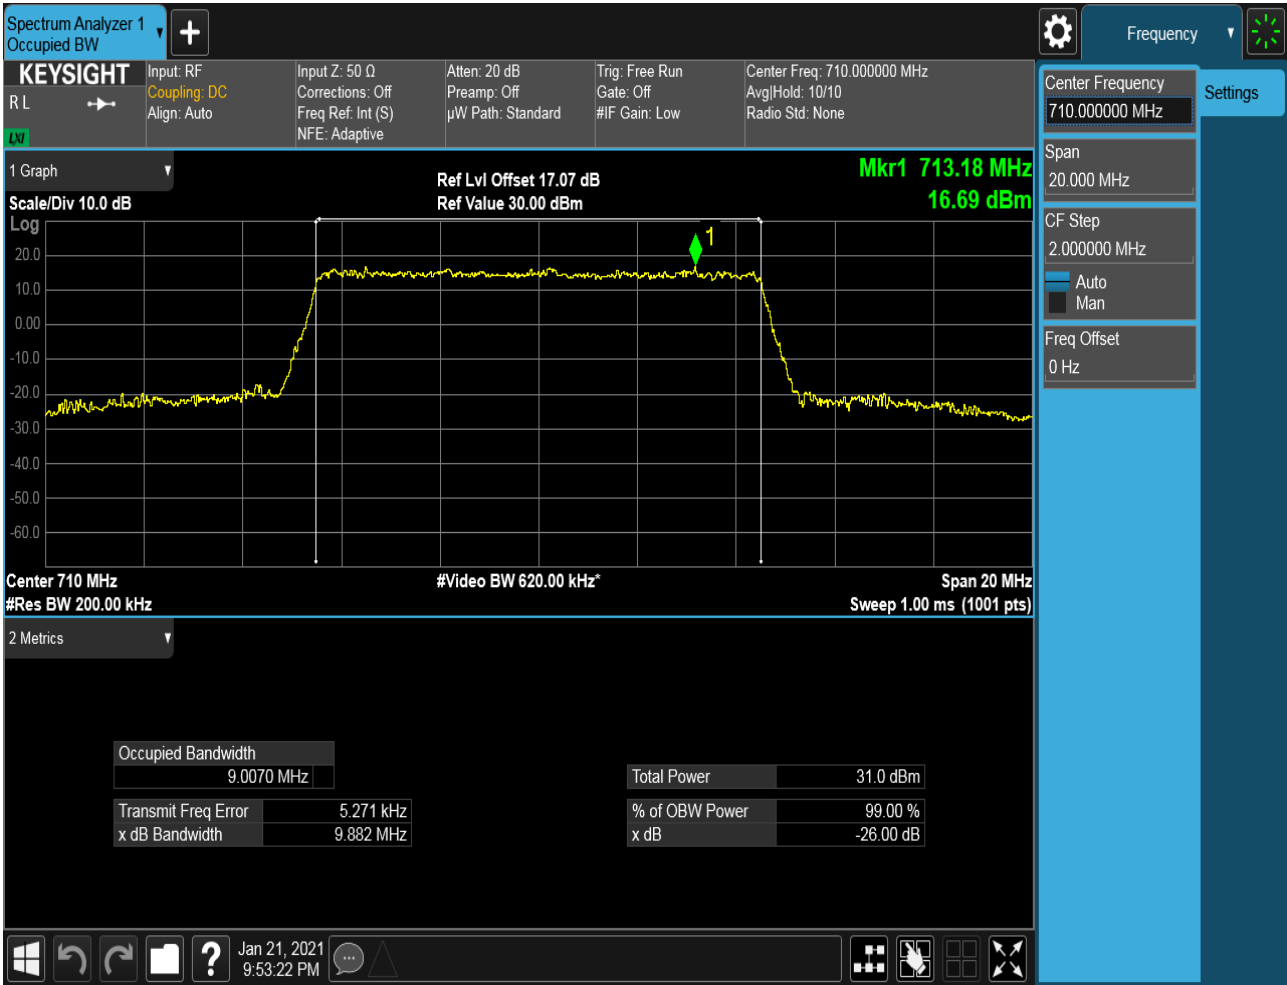 Spectrum Analyzer 1
Occupied BW
+
Frequency
KEYSIGHT
R L
LXI
Input: RF
Coupling: DC
Align: Auto
Input Z: 50 Ω
Corrections: Off
Freq Ref: Int (S)
NFE: Adaptive
Atten: 20 dB
Preamp: Off
µW Path: Standard
Trig: Free Run
Gate: Off
#IF Gain: Low
Center Freq: 710.000000 MHz
Avg|Hold: 10/10
Radio Std: None
Center Frequency
710.000000 MHz
Settings
Span
20.000 MHz
CF Step
2.000000 MHz
Auto
Man
Freq Offset
0 Hz
1 Graph
Scale/Div 10.0 dB
Log
Ref Lvl Offset 17.07 dB
Ref Value 30.00 dBm
Mkr1 713.18 MHz
16.69 dBm
1
20.0
10.0
0.00
-10.0
-20.0
-30.0
-40.0
-50.0
-60.0
Center 710 MHz
#Video BW 620.00 kHz*
Span 20 MHz
#Res BW 200.00 kHz
Sweep 1.00 ms (1001 pts)
2 Metrics
Occupied Bandwidth
9.0070 MHz
Transmit Freq Error 5.271 kHz
x dB Bandwidth 9.882 MHz
Total Power 31.0 dBm
% of OBW Power 99.00 %
x dB -26.00 dB
?
Jan 21, 2021
9:53:22 PM